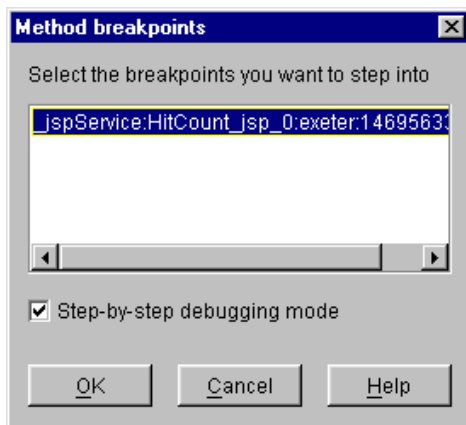 Method breakpoints
Select the breakpoints you want to step into
_jspService:HitCount_jsp_0:exeter:14695633
Step-by-step debugging mode
OK Cancel Help